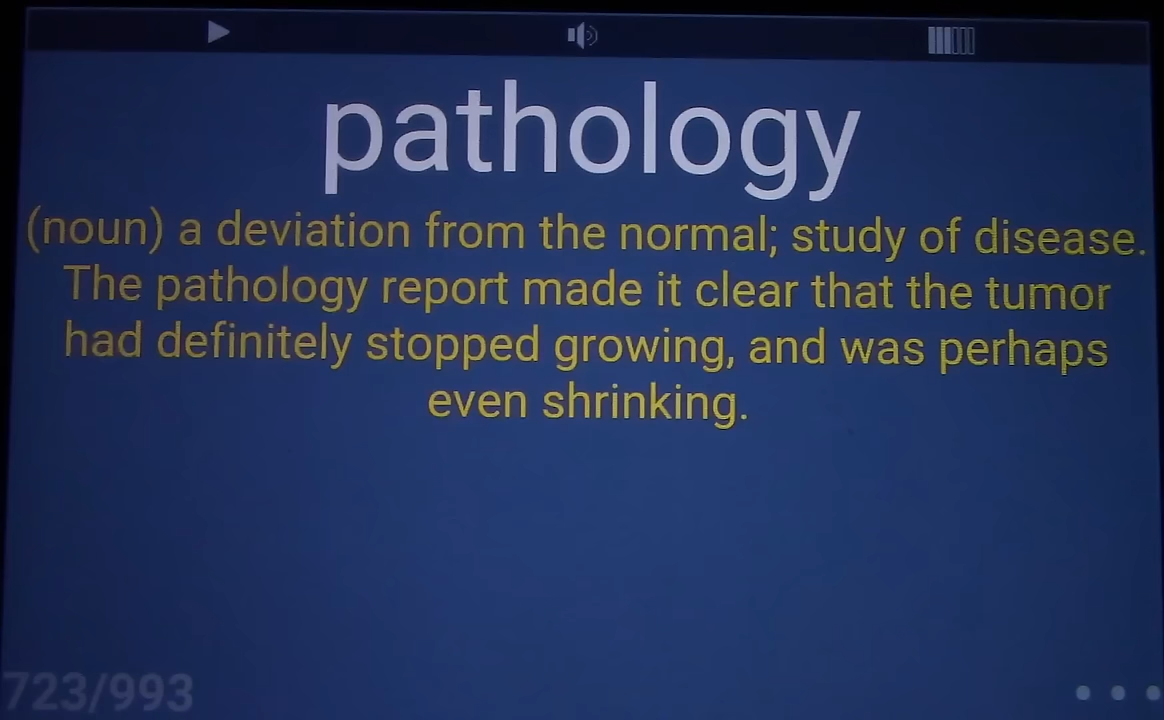 pathology
(noun) a deviation from the normal; study of disease.
The pathology report made it clear that the tumor
had definitely stopped growing, and was perhaps
even shrinking.
723/993